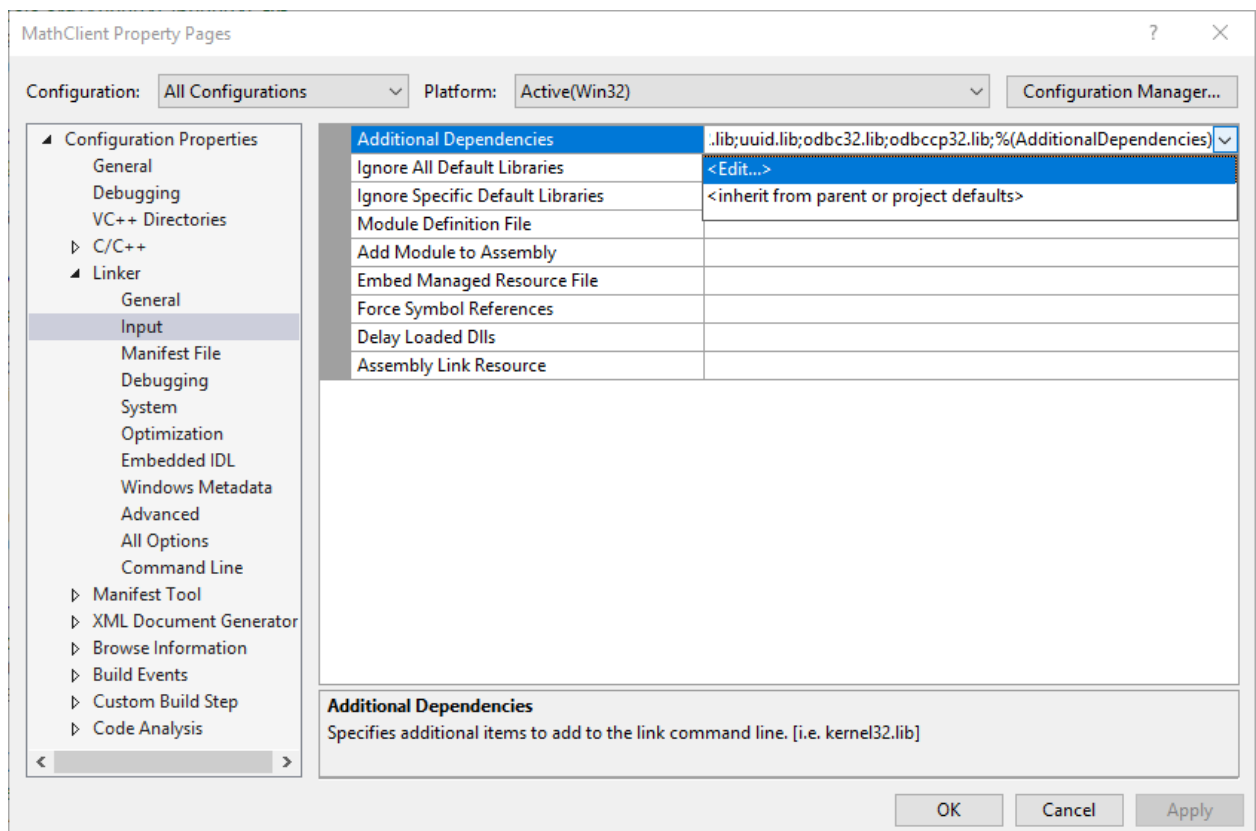 MathClient Property Pages
?
Configuration: All Configurations Platform: Active(Win32) Configuration Manager...
Configuration Properties
General
Debugging
VC++ Directories
C/C++
Linker
General
Input
Manifest File
Debugging
System
Optimization
Embedded IDL
Windows Metadata
Advanced
All Options
Command Line
Manifest Tool
XML Document Generator
Browse Information
Build Events
Custom Build Step
Code Analysis
Additional Dependencies .lib;uuid.lib;odbc32.lib;odbccp32.lib;%(AdditionalDependencies)
Ignore All Default Libraries
Ignore Specific Default Libraries
Module Definition File
Add Module to Assembly
Embed Managed Resource File
Force Symbol References
Delay Loaded Dlls
Assembly Link Resource
<Edit...>
<inherit from parent or project defaults>
Additional Dependencies
Specifies additional items to add to the link command line. [i.e. kernel32.lib]
OK Cancel Apply